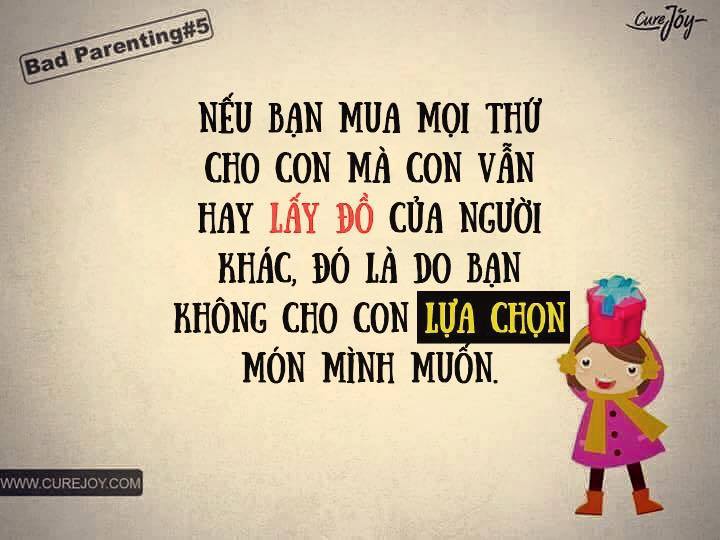 Bad Parenting#5
CureJoy
NẾU BẠN MUA MỌI THỨ
CHO CON MÀ CON VẪN
HAY LẤY ĐỒ CỦA NGƯỜI
KHÁC, ĐÓ LÀ DO BẠN
KHÔNG CHO CON LỰA CHỌN
MÓN MÌNH MUỐN.
WWW.CUREJOY.COM